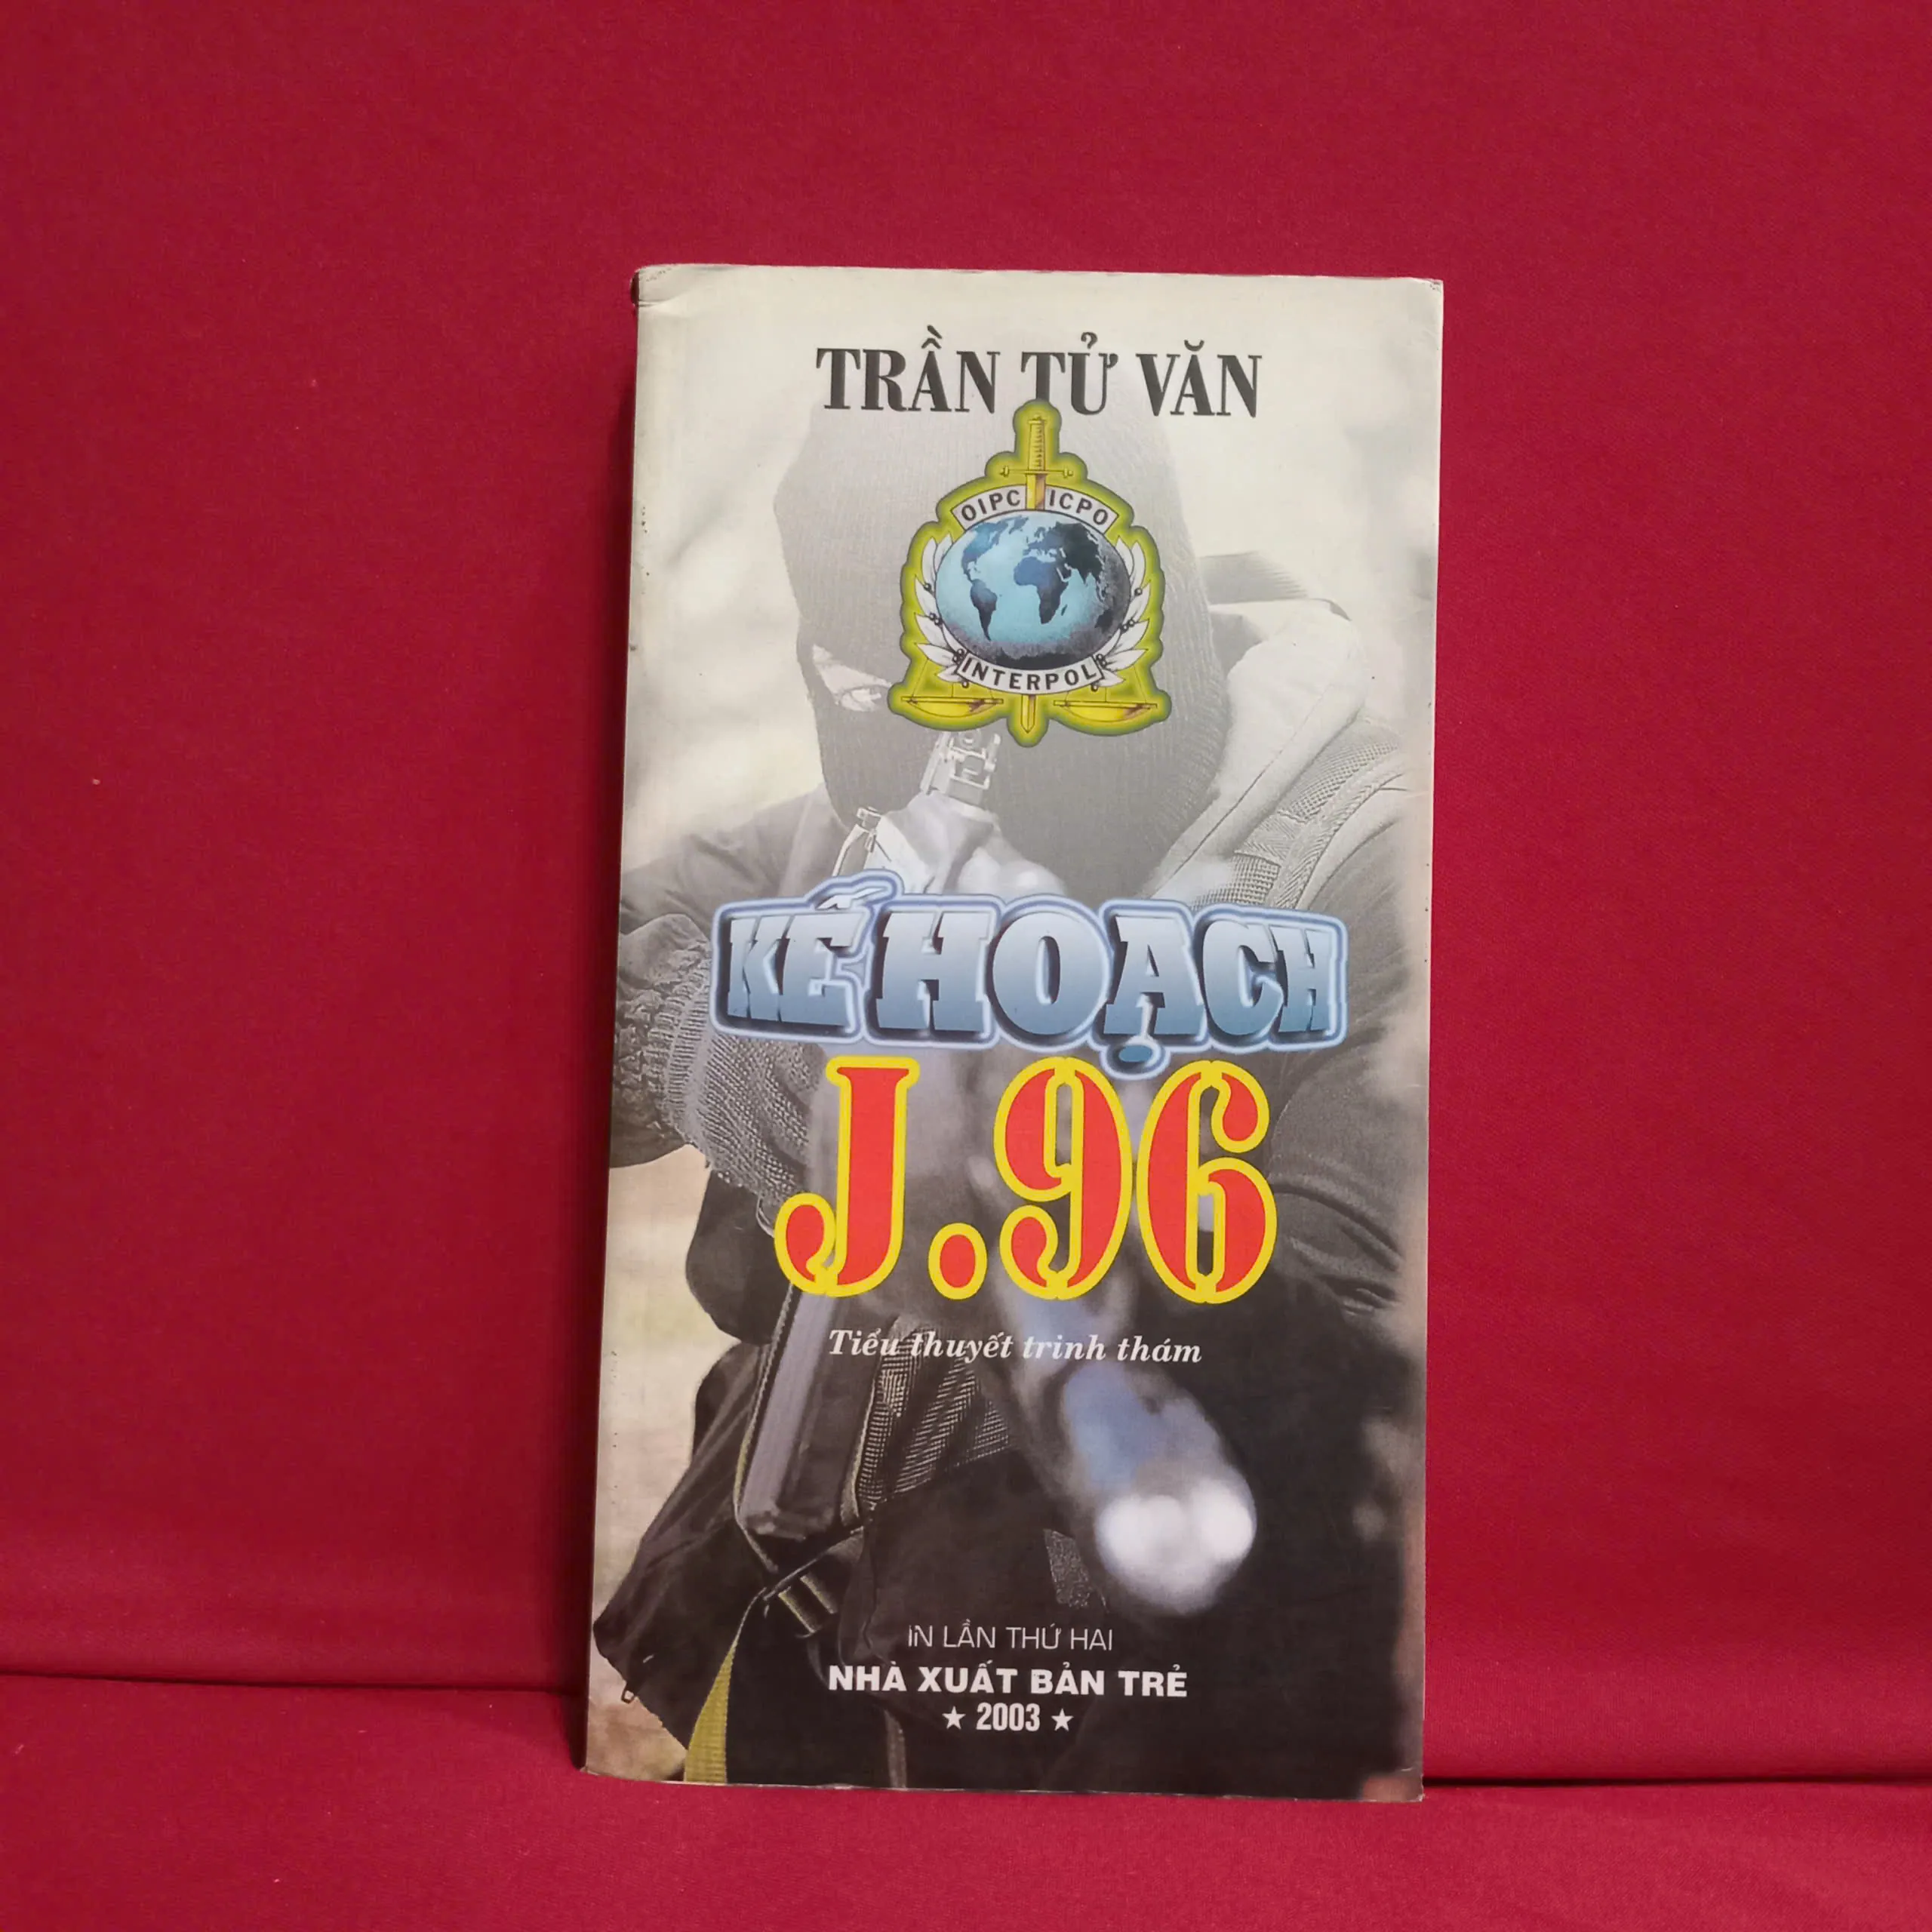 TRẦN TỬ VĂN
OIPC ICPO
INTERPOL
KẾ HOẠCH
J.96
Tiểu thuyết trinh thám
IN LẦN THỨ HAI
NHÀ XUẤT BẢN TRẺ
★ 2003 ★